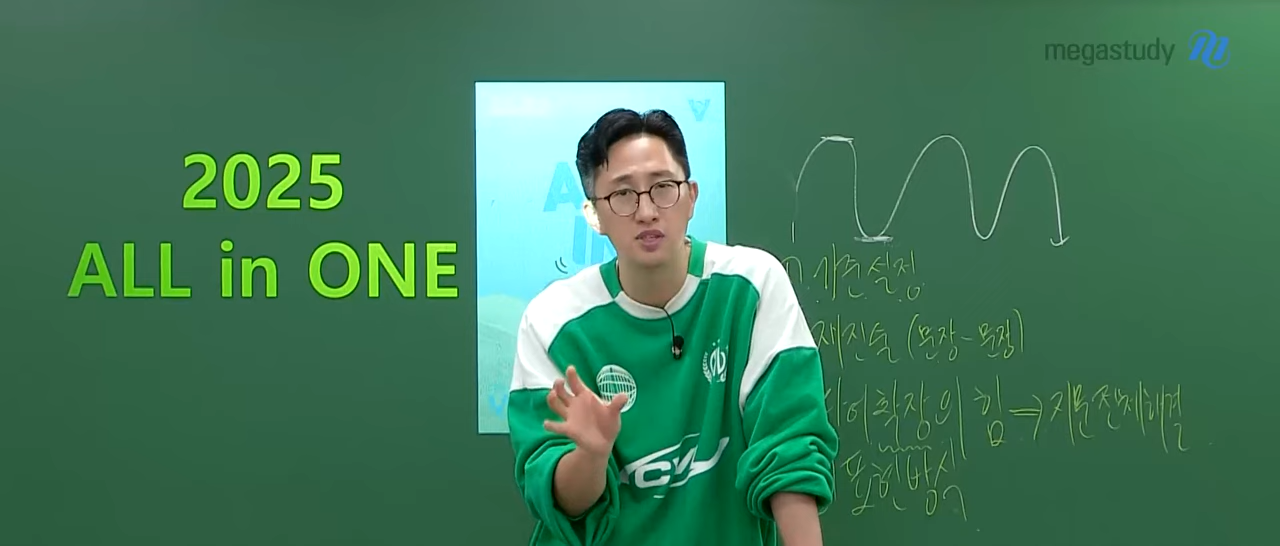 megastudy
2025
ALL in ONE
기준설정
재진술 (문장-문장)
어휘확장의 힘 ⇒ 지문전체해결
표현방식